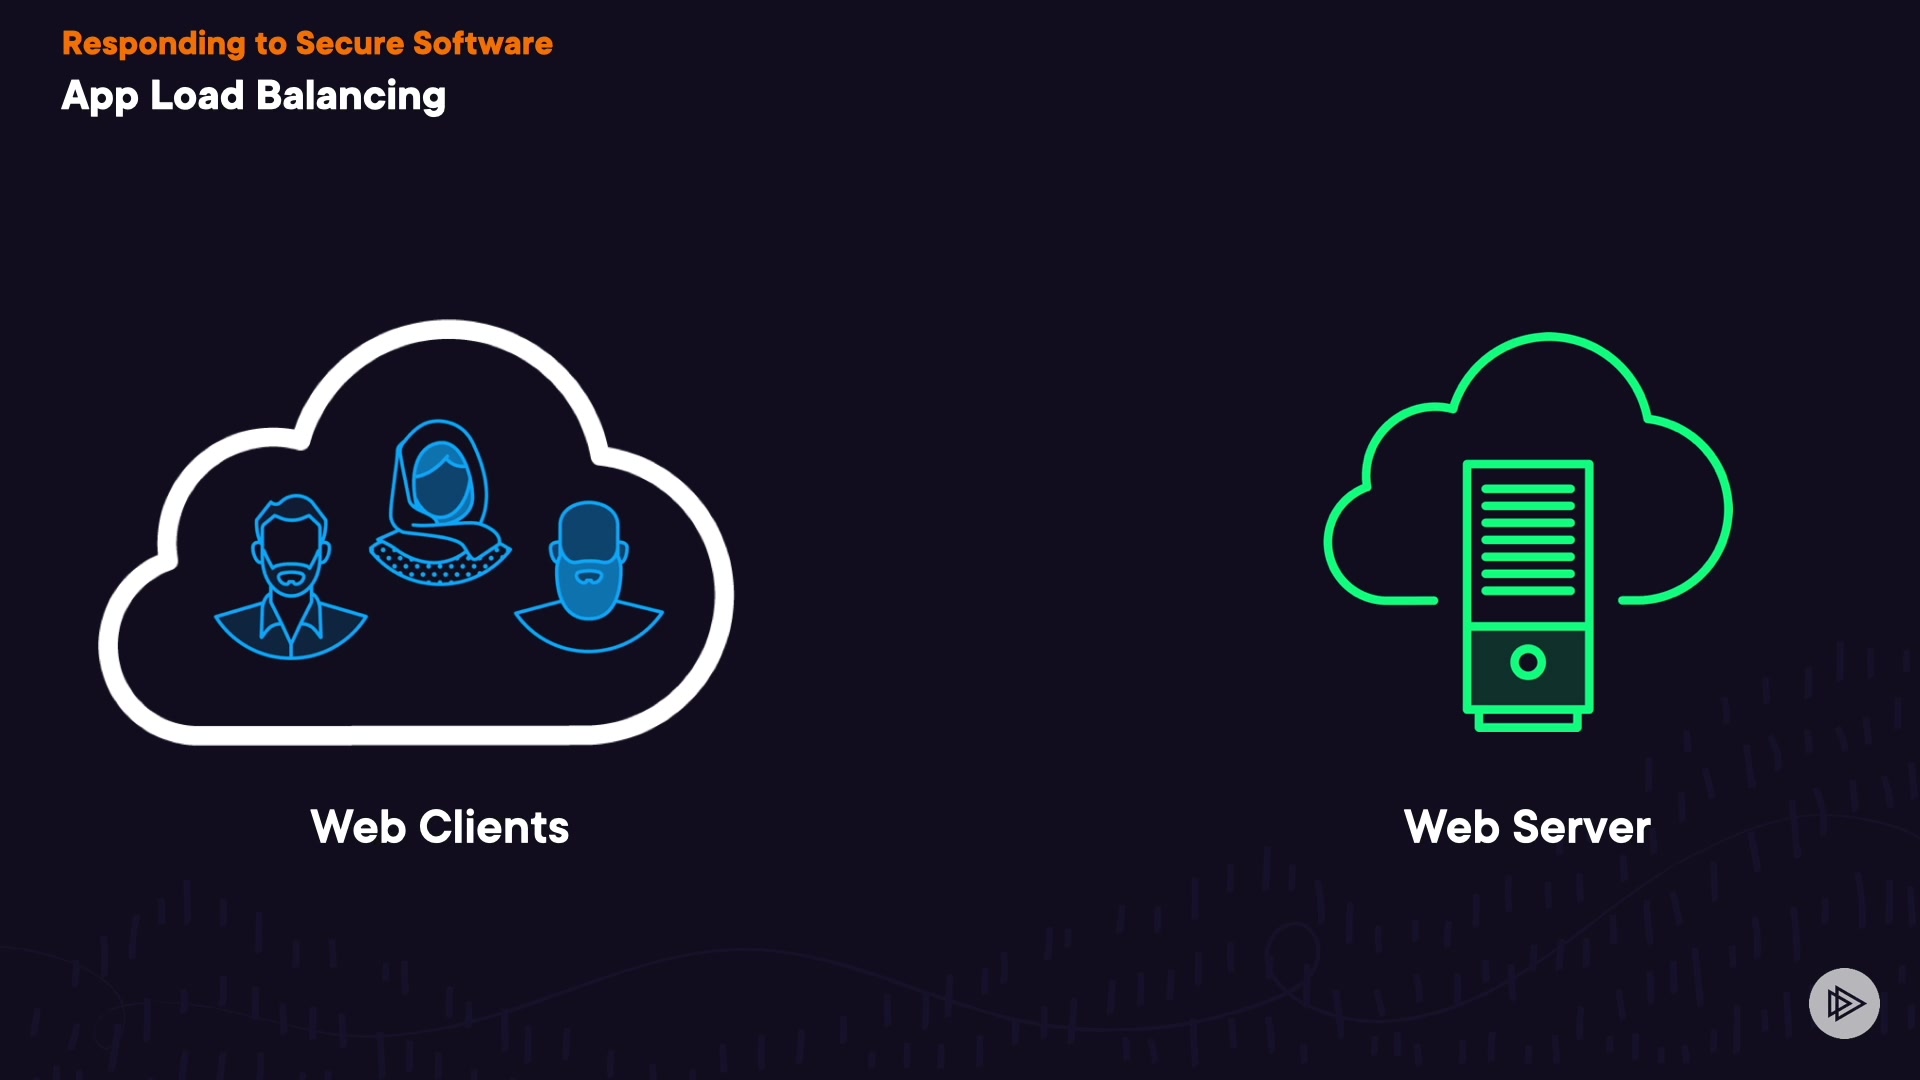 Responding to Secure Software
App Load Balancing
Web Clients
Web Server